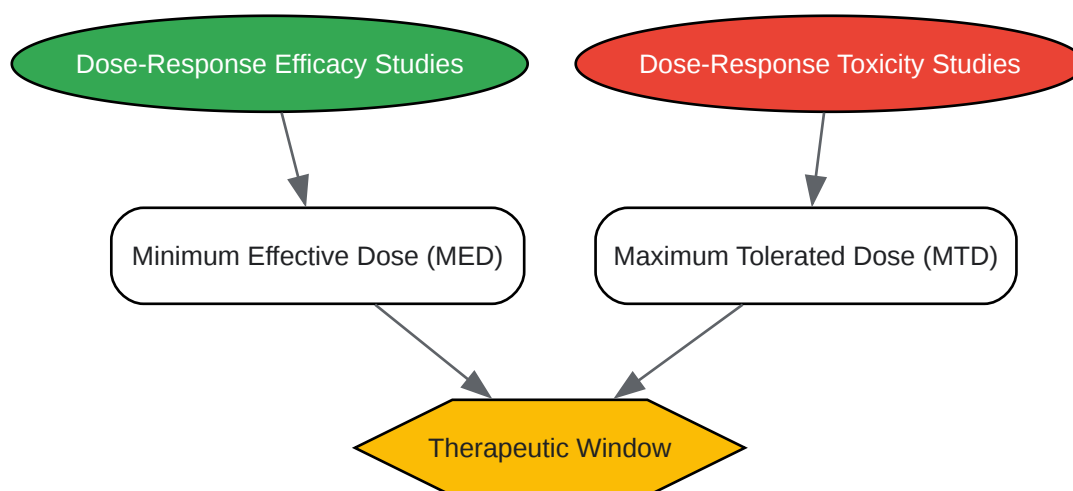 Dose-Response Efficacy Studies
Dose-Response Toxicity Studies
Minimum Effective Dose (MED)
Maximum Tolerated Dose (MTD)
Therapeutic Window